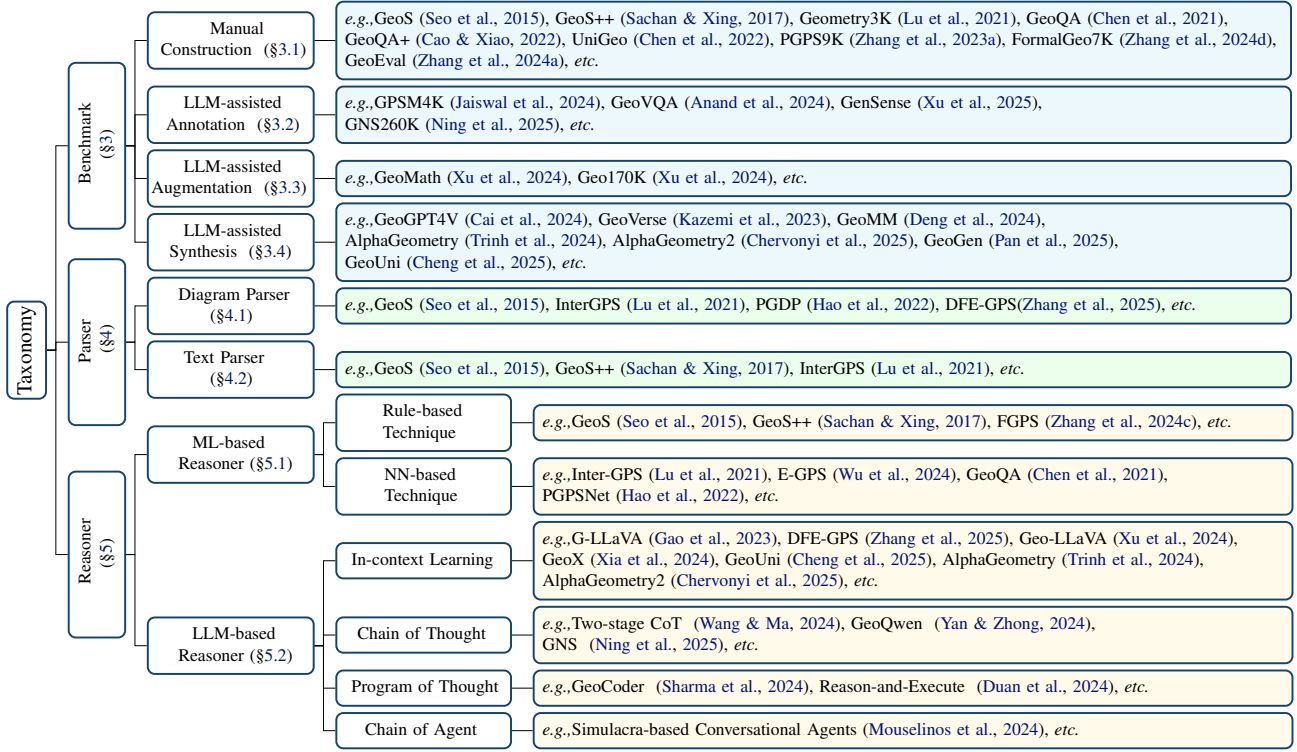 Taxonomy
Benchmark
(§3)
Manual
Construction (§3.1)
e.g.,GeoS (Seo et al., 2015), GeoS++ (Sachan & Xing, 2017), Geometry3K (Lu et al., 2021), GeoQA (Chen et al., 2021),
GeoQA+ (Cao & Xiao, 2022), UniGeo (Chen et al., 2022), PGPS9K (Zhang et al., 2023a), FormalGeo7K (Zhang et al., 2024d),
GeoEval (Zhang et al., 2024a), etc.
LLM-assisted
Annotation (§3.2)
e.g.,GPSM4K (Jaiswal et al., 2024), GeoVQA (Anand et al., 2024), GenSense (Xu et al., 2025),
GNS260K (Ning et al., 2025), etc.
LLM-assisted
Augmentation (§3.3)
e.g.,GeoMath (Xu et al., 2024), Geo170K (Xu et al., 2024), etc.
LLM-assisted
Synthesis (§3.4)
e.g.,GeoGPT4V (Cai et al., 2024), GeoVerse (Kazemi et al., 2023), GeoMM (Deng et al., 2024),
AlphaGeometry (Trinh et al., 2024), AlphaGeometry2 (Chervonyi et al., 2025), GeoGen (Pan et al., 2025),
GeoUni (Cheng et al., 2025), etc.
Parser
(§4)
Diagram Parser
(§4.1)
e.g.,GeoS (Seo et al., 2015), InterGPS (Lu et al., 2021), PGDP (Hao et al., 2022), DFE-GPS(Zhang et al., 2025), etc.
Text Parser
(§4.2)
e.g.,GeoS (Seo et al., 2015), GeoS++ (Sachan & Xing, 2017), InterGPS (Lu et al., 2021), etc.
Reasoner
(§5)
ML-based
Reasoner (§5.1)
Rule-based
Technique
e.g.,GeoS (Seo et al., 2015), GeoS++ (Sachan & Xing, 2017), FGPS (Zhang et al., 2024c), etc.
NN-based
Technique
e.g.,Inter-GPS (Lu et al., 2021), E-GPS (Wu et al., 2024), GeoQA (Chen et al., 2021),
PGPSNet (Hao et al., 2022), etc.
LLM-based
Reasoner (§5.2)
In-context Learning
e.g.,G-LLaVA (Gao et al., 2023), DFE-GPS (Zhang et al., 2025), Geo-LLaVA (Xu et al., 2024),
GeoX (Xia et al., 2024), GeoUni (Cheng et al., 2025), AlphaGeometry (Trinh et al., 2024),
AlphaGeometry2 (Chervonyi et al., 2025), etc.
Chain of Thought
e.g.,Two-stage CoT (Wang & Ma, 2024), GeoQwen (Yan & Zhong, 2024),
GNS (Ning et al., 2025), etc.
Program of Thought
e.g.,GeoCoder (Sharma et al., 2024), Reason-and-Execute (Duan et al., 2024), etc.
Chain of Agent
e.g.,Simulacra-based Conversational Agents (Mouselinos et al., 2024), etc.